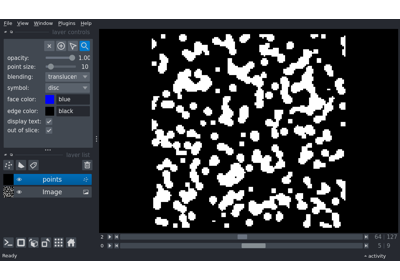 File View Window Plugins Help
layer controls
opacity: 1.00
point size: 10
blending: translucen
symbol: disc
face color: blue
edge color: black
display text:
out of slice:
layer list
points
Image
2 64 127
0 5 9
Ready activity